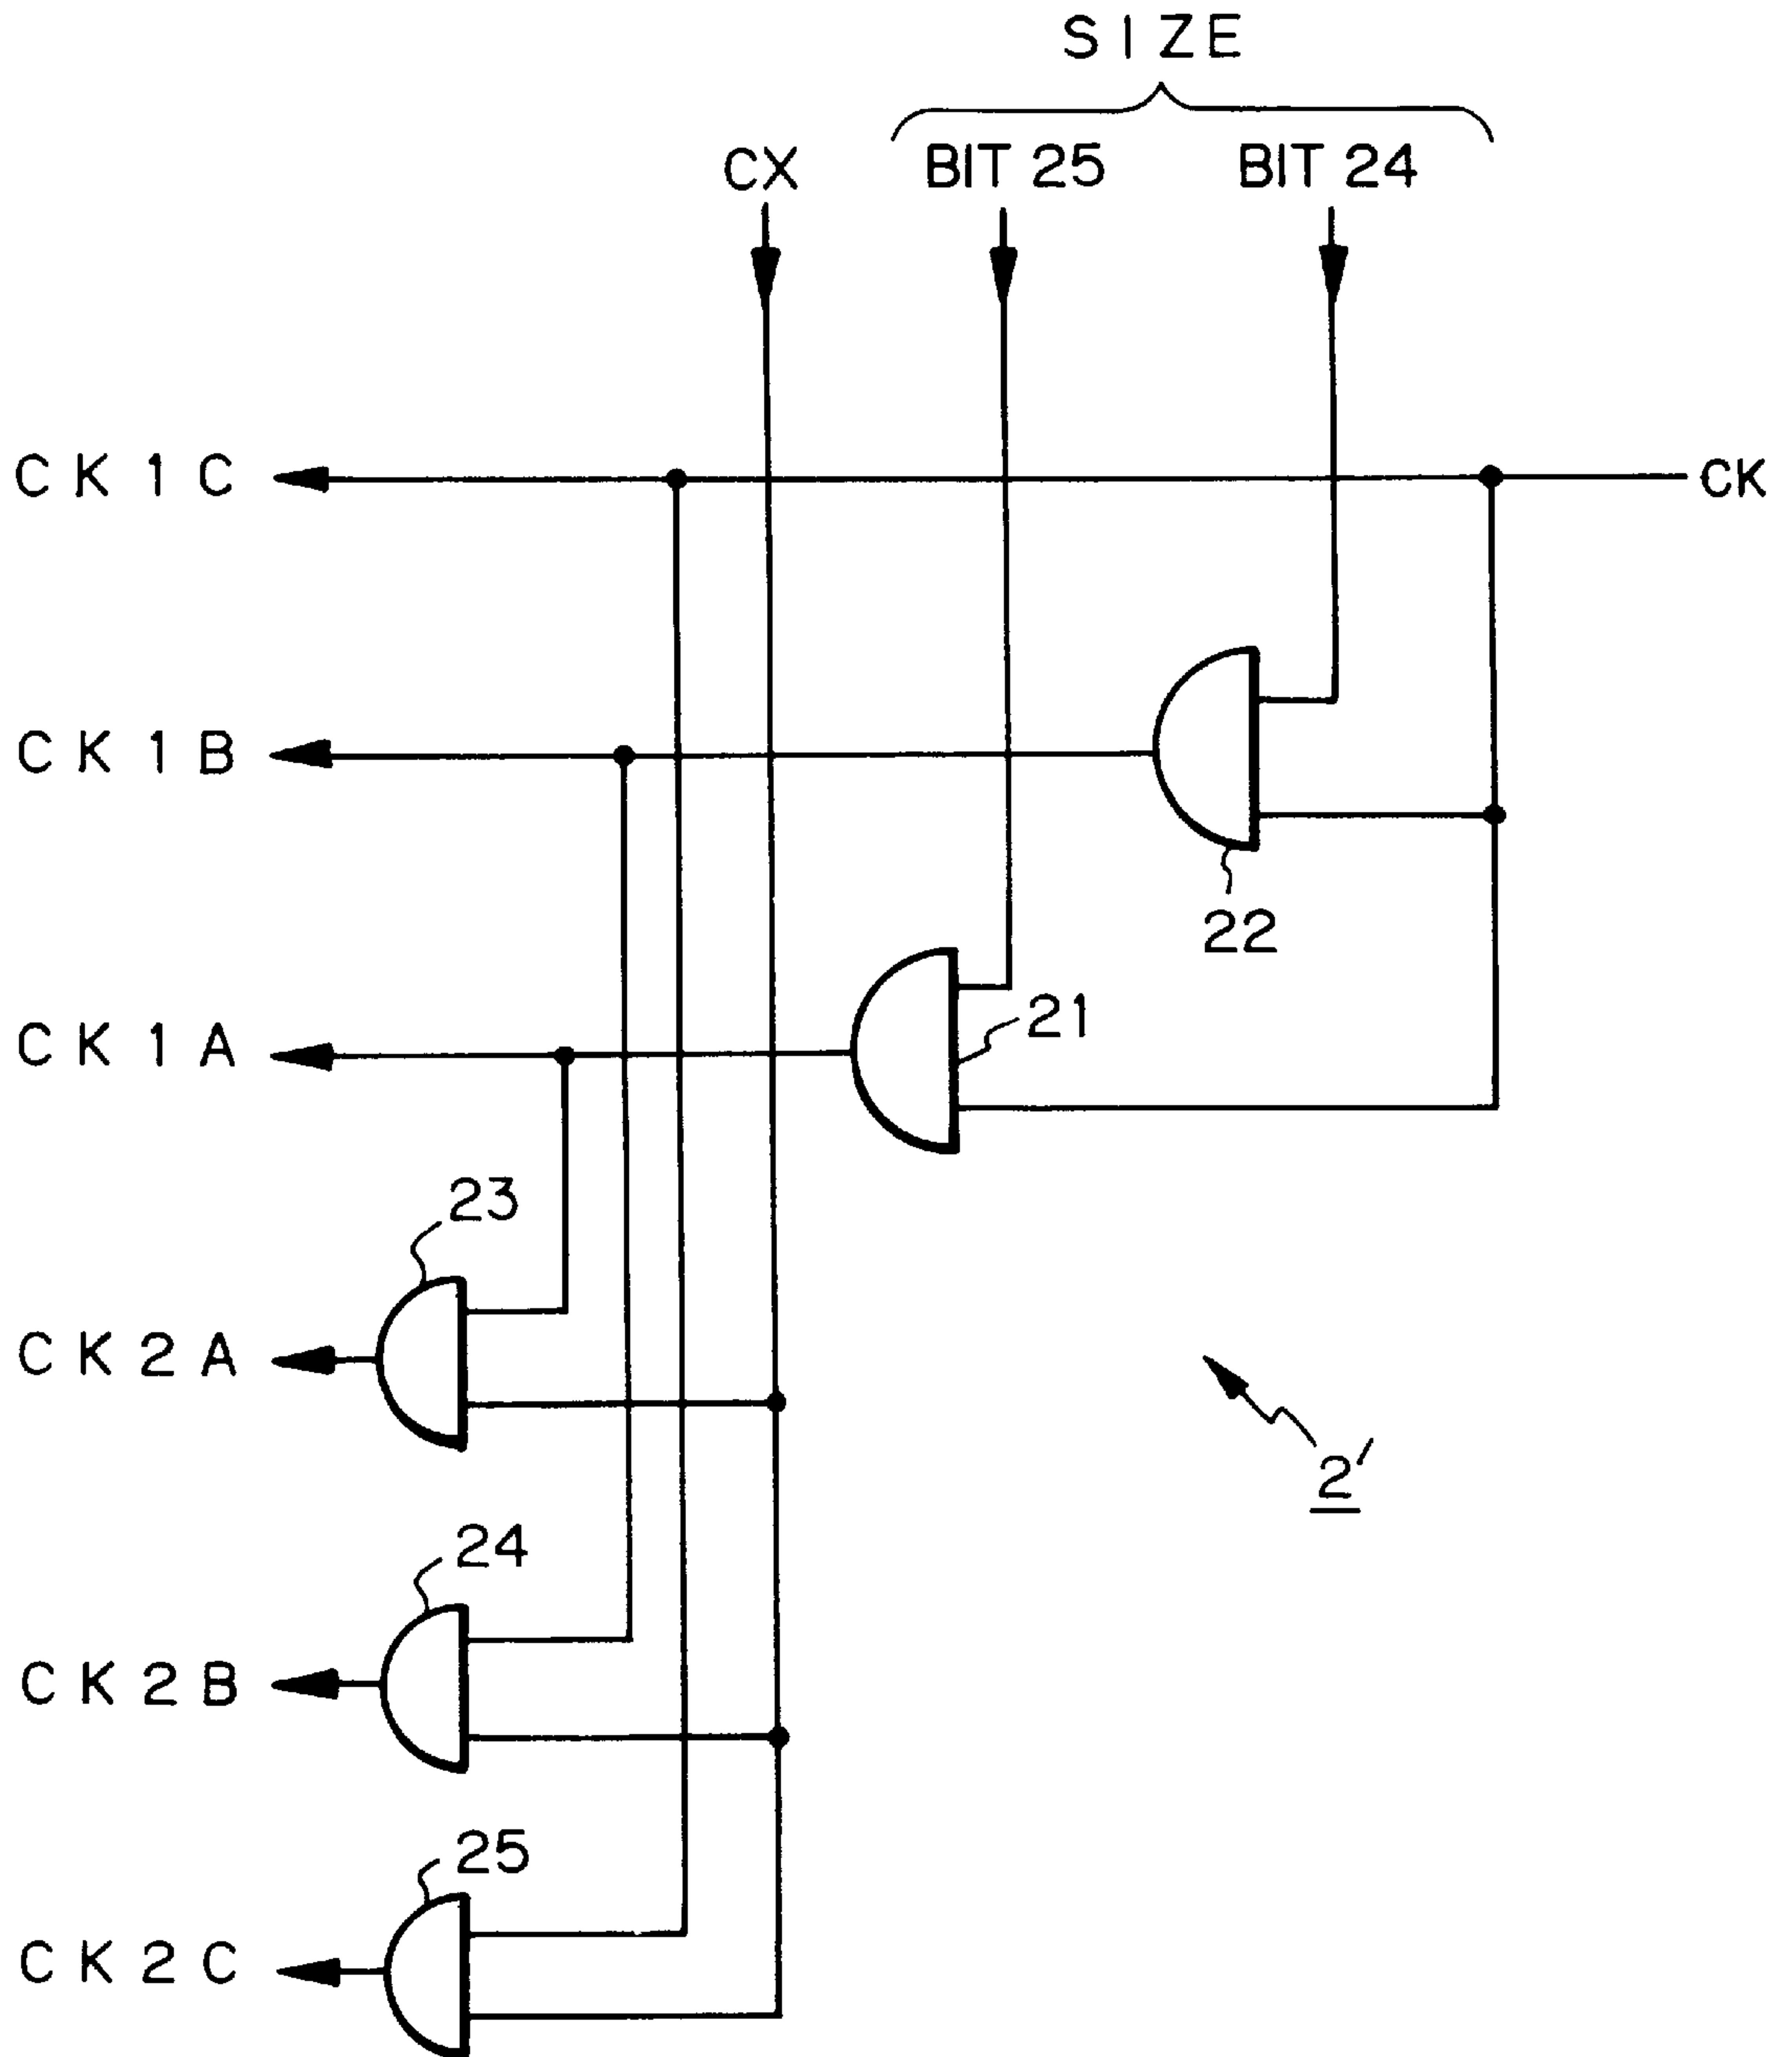 SIZE
CX BIT 25 BIT 24
CK1C CK
CK1B
22
CK1A 21
23
CK2A
2'
24
CK2B
25
CK2C